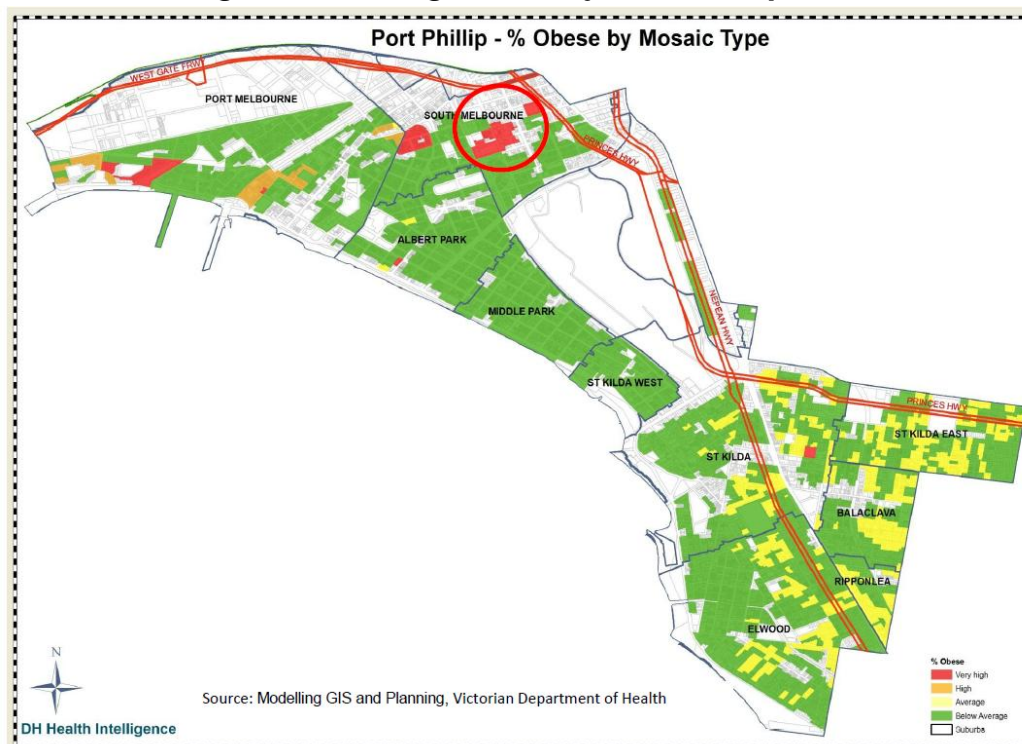 Port Phillip - % Obese by Mosaic Type
WEST GATE FRWY
PORT MELBOURNE
SOUTH MELBOURNE
PRINCES HWY
ALBERT PARK
MIDDLE PARK
NEPEAN HWY
ST KILDA WEST
PRINCES HWY
ST KILDA EAST
ST KILDA
BALACLAVA
RIPPONLEA
ELWOOD
N
Source: Modelling GIS and Planning, Victorian Department of Health
DH Health Intelligence
% Obese
Very high
High
Average
Below Average
Suburbs